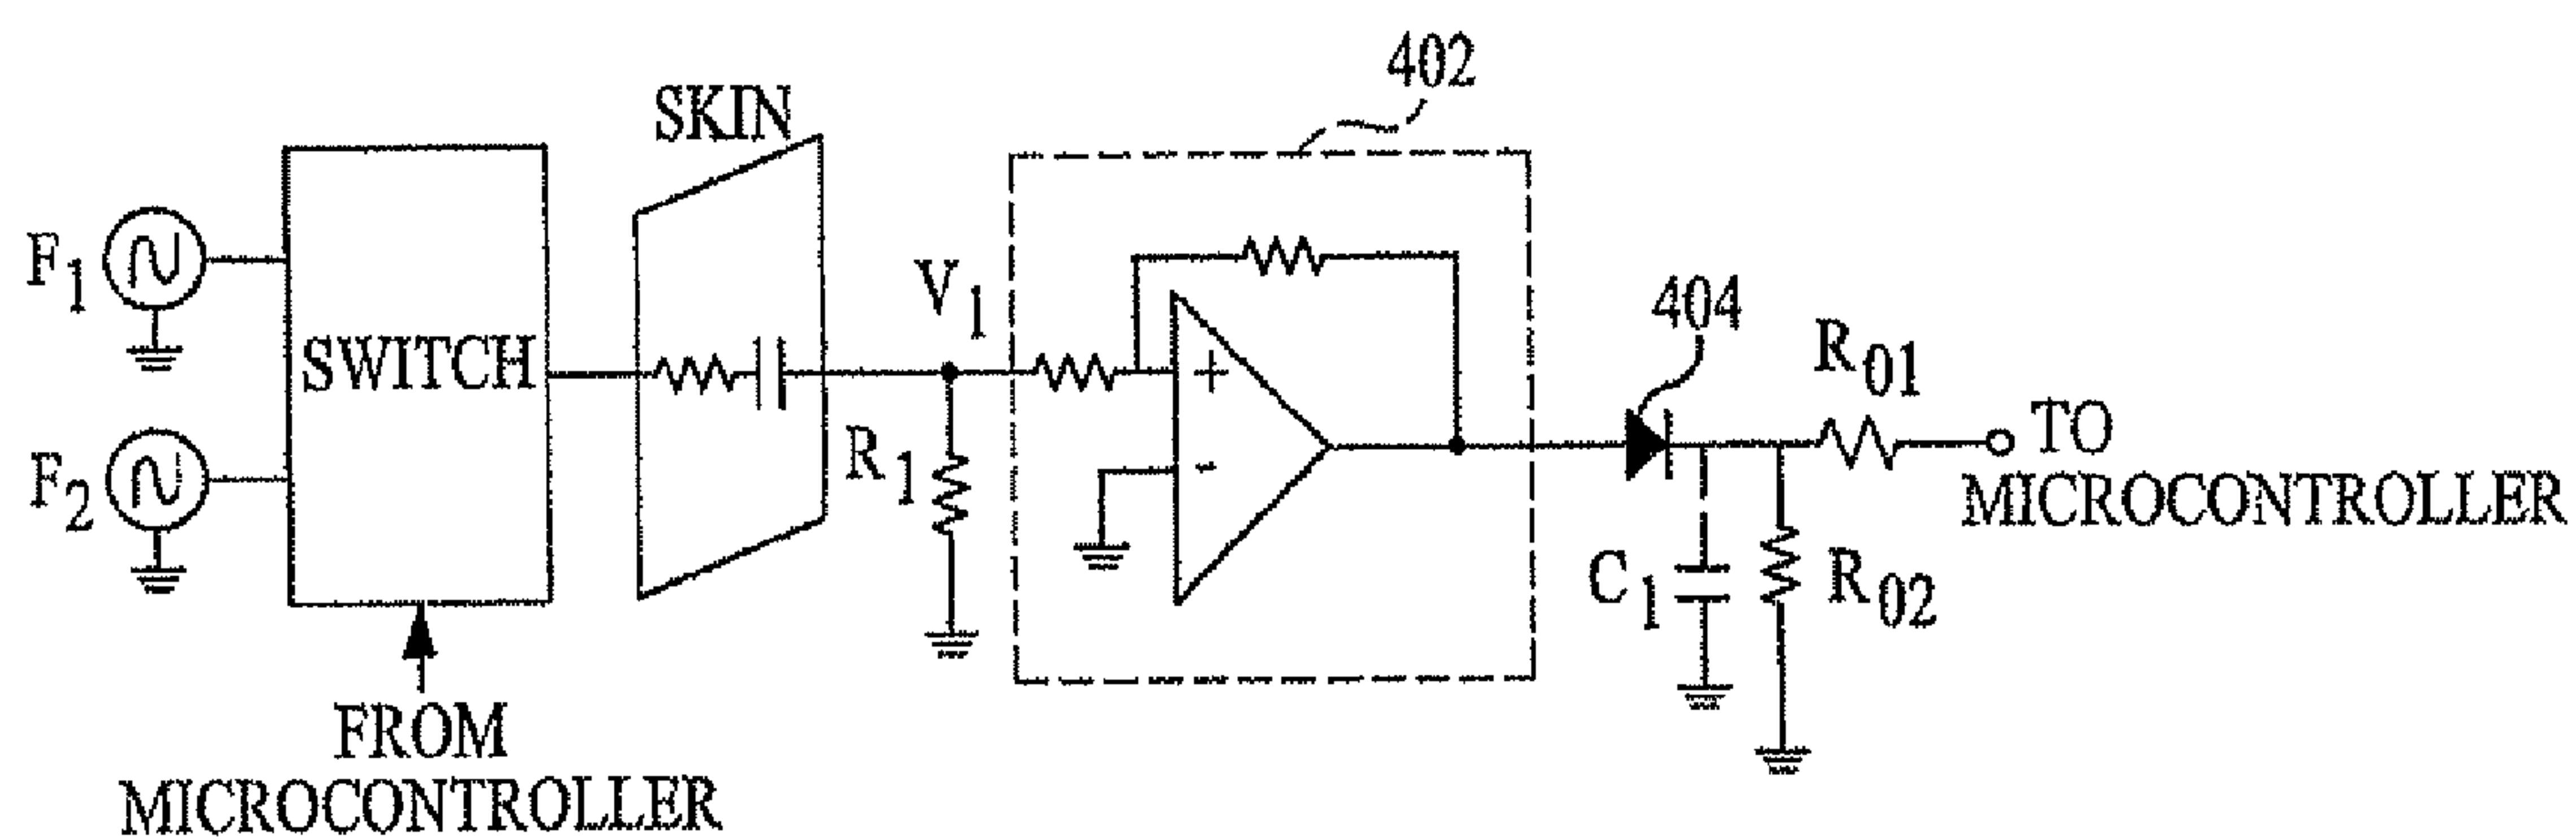 402
SKIN
F1
SWITCH
V1
R1
+
-
404
R01
TO
MICROCONTROLLER
F2
C1
R02
FROM
MICROCONTROLLER